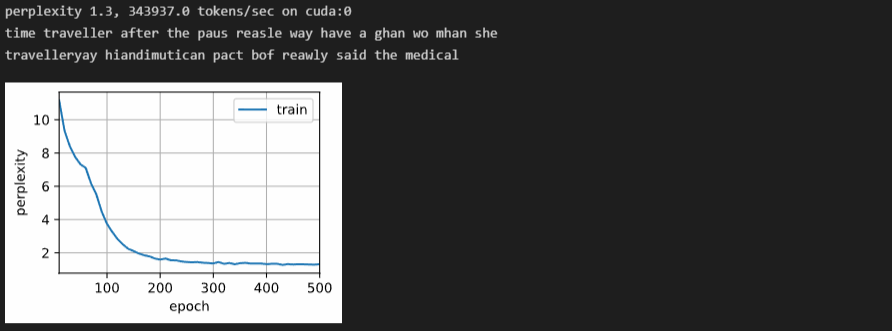 perplexity 1.3, 343937.0 tokens/sec on cuda:0
time traveller after the paus reasle way have a ghan wo mhan she
travelleryay hiandimutican pact bof reawly said the medical
train
10
8
6
4
2
perplexity
100 200 300 400 500
epoch